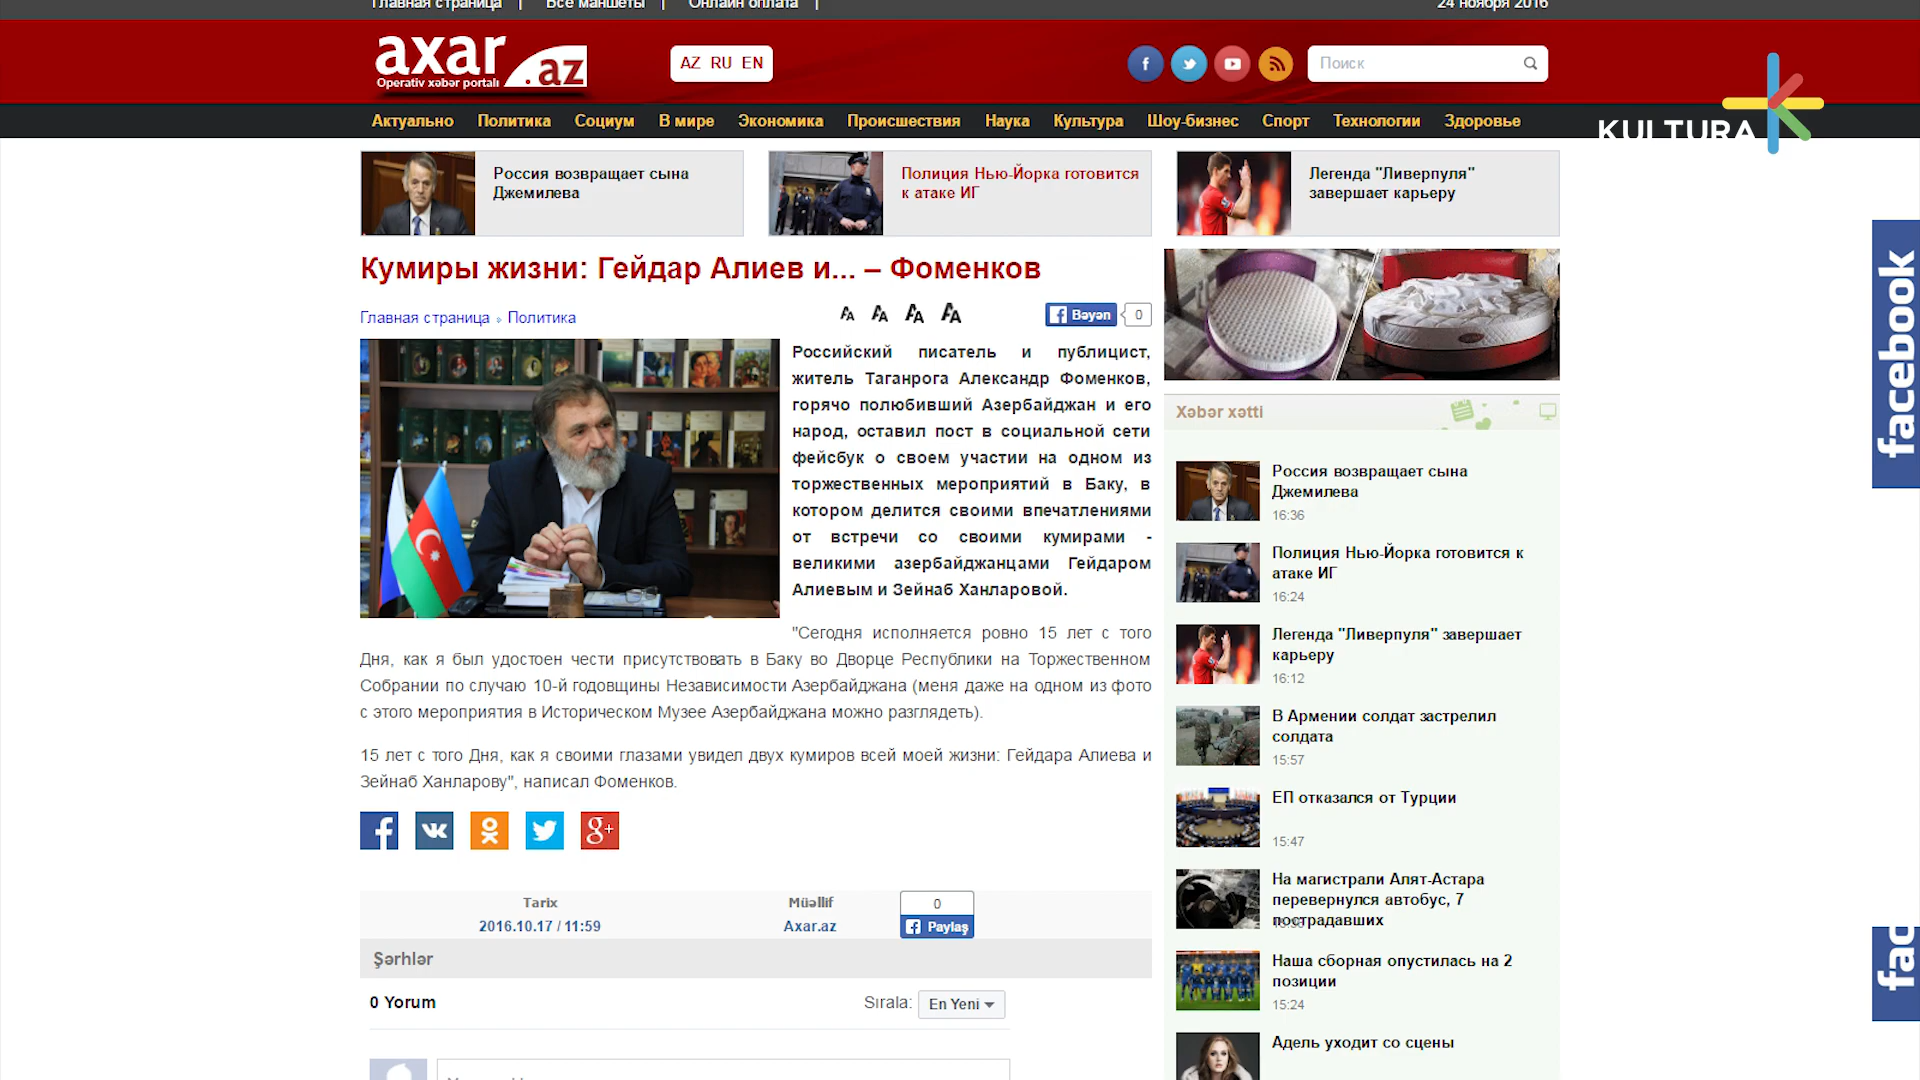 Главная страница | Все маншеты | Онлайн оплата |
24 ноября 2016
axar.az
Operativ xəbər portalı
AZ RU EN
Поиск
KULTURA
Актуально Политика Социум В мире Экономика Происшествия Наука Культура Шоу-бизнес Спорт Технологии Здоровье
Россия возвращает сына
Джемилева
Полиция Нью-Йорка готовится
к атаке ИГ
Легенда "Ливерпуля"
завершает карьеру
Кумиры жизни: Гейдар Алиев и... – Фоменков
Главная страница » Политика
Bəyən 0
Российский писатель и публицист,
житель Таганрога Александр Фоменков,
горячо полюбивший Азербайджан и его
народ, оставил пост в социальной сети
фейсбук о своем участии на одном из
торжественных мероприятий в Баку, в
котором делится своими впечатлениями
от встречи со своими кумирами -
великими азербайджанцами Гейдаром
Алиевым и Зейнаб Ханларовой.
"Сегодня исполняется ровно 15 лет с того
Дня, как я был удостоен чести присутствовать в Баку во Дворце Республики на Торжественном
Собрании по случаю 10-й годовщины Независимости Азербайджана (меня даже на одном из фото
с этого мероприятия в Историческом Музее Азербайджана можно разглядеть).
15 лет с того Дня, как я своими глазами увидел двух кумиров всей моей жизни: Гейдара Алиева и
Зейнаб Ханларову", написал Фоменков.
Tarix
2016.10.17 / 11:59
Müəllif
Axar.az
0
Paylaş
Şərhlər
0 Yorum
Sırala: En Yeni
Xəbər xətti
Россия возвращает сына
Джемилева
16:36
Полиция Нью-Йорка готовится к
атаке ИГ
16:24
Легенда "Ливерпуля" завершает
карьеру
16:12
В Армении солдат застрелил
солдата
15:57
ЕП отказался от Турции
15:47
На магистрали Алят-Астара
перевернулся автобус, 7
пострадавших
Наша сборная опустилась на 2
позиции
15:24
Адель уходит со сцены
facebook
fac